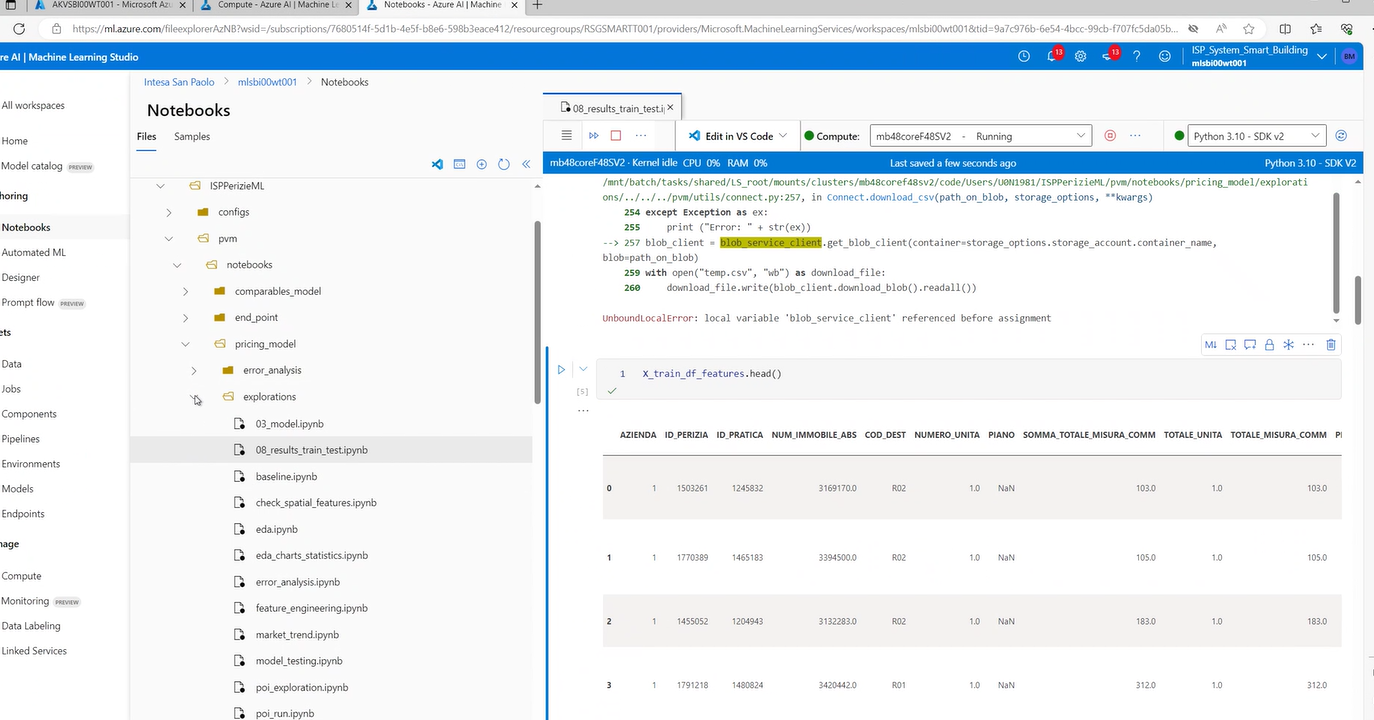 AKVSBI00WT001 - Microsoft Az
Compute - Azure AI | Machine L
Notebooks - Azure AI | Machine
https://ml.azure.com/fileexplorerAzNB?wsid=/subscriptions/7680514f-5d1b-4e5f-b8e6-598b3eace412/resourcegroups/RSGSMARTT001/providers/Microsoft.MachineLearningServices/workspaces/mlsbi00wt001&tid=9a7c976b-6e54-4bcc-99cb-f707fc5da05b...
re AI | Machine Learning Studio
13
13
ISP_System_Smart_Building
mlsbi00wt001
BM
All workspaces
Home
Model catalog PREVIEW
thoring
Notebooks
Automated ML
Designer
Prompt flow PREVIEW
ets
Data
Jobs
Components
Pipelines
Environments
Models
Endpoints
nage
Compute
Monitoring PREVIEW
Data Labeling
Linked Services
Intesa San Paolo > mlsbi00wt001 > Notebooks
Notebooks
Files Samples
ISPPerizieML
configs
pvm
notebooks
comparables_model
end_point
pricing_model
error_analysis
explorations
03_model.ipynb
08_results_train_test.ipynb
baseline.ipynb
check_spatial_features.ipynb
eda.ipynb
eda_charts_statistics.ipynb
error_analysis.ipynb
feature_engineering.ipynb
market_trend.ipynb
model_testing.ipynb
poi_exploration.ipynb
poi_run.ipynb
08_results_train_test.i
Edit in VS Code
Compute: mb48coreF48SV2 - Running
Python 3.10 - SDK v2
mb48coreF48SV2 · Kernel idle CPU 0% RAM 0%
Last saved a few seconds ago
Python 3.10 - SDK V2
/mnt/batch/tasks/shared/LS_root/mounts/clusters/mb48coref48sv2/code/Users/U0N1981/ISPPerizieML/pvm/notebooks/pricing_model/explorati
ons/../../../pvm/utils/connect.py:257, in Connect.download_csv(path_on_blob, storage_options, **kwargs)
254 except Exception as ex:
255 print ("Error: " + str(ex))
--> 257 blob_client = blob_service_client.get_blob_client(container=storage_options.storage_account.container_name,
blob=path_on_blob)
259 with open("temp.csv", "wb") as download_file:
260 download_file.write(blob_client.download_blob().readall())
UnboundLocalError: local variable 'blob_service_client' referenced before assignment
M↓
1 X_train_df_features.head()
[5]
AZIENDA ID_PERIZIA ID_PRATICA NUM_IMMOBILE_ABS COD_DEST NUMERO_UNITA PIANO SOMMA_TOTALE_MISURA_COMM TOTALE_UNITA TOTALE_MISURA_COMM
0 1 1503261 1245832 3169170.0 R02 1.0 NaN 103.0 1.0 103.0
1 1 1770389 1465183 3394500.0 R02 1.0 NaN 105.0 1.0 105.0
2 1 1455052 1204943 3132283.0 R02 1.0 NaN 183.0 1.0 183.0
3 1 1791218 1480824 3420442.0 R01 1.0 NaN 312.0 1.0 312.0